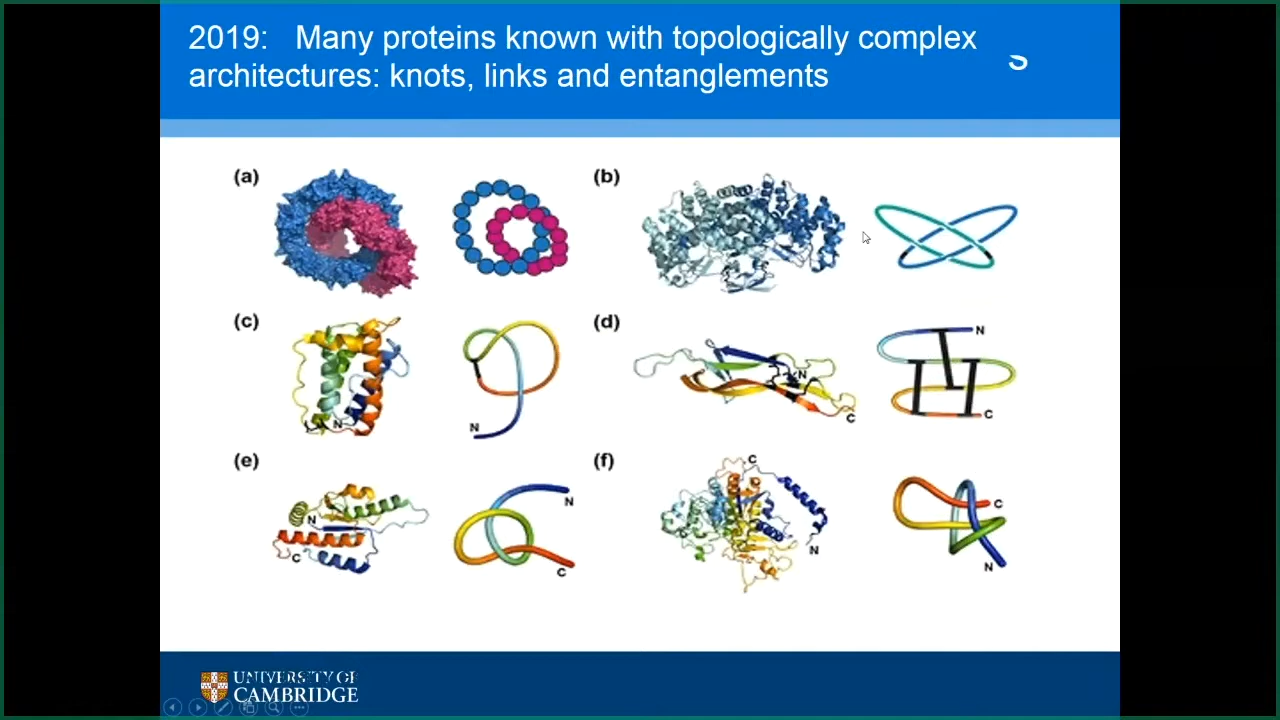 2019: Many proteins known with topologically complex
architectures: knots, links and entanglements
s
(a)
(b)
(c)
N
N
(d)
N
C
N
C
(e)
N
C
N
C
(f)
C
N
C
N
UNIVERSITY OF
CAMBRIDGE